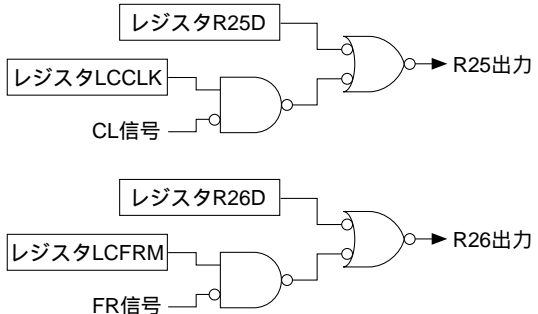 レジスタR25D
レジスタLCCLK
R25出力
CL信号
レジスタR26D
レジスタLCFRM
R26出力
FR信号